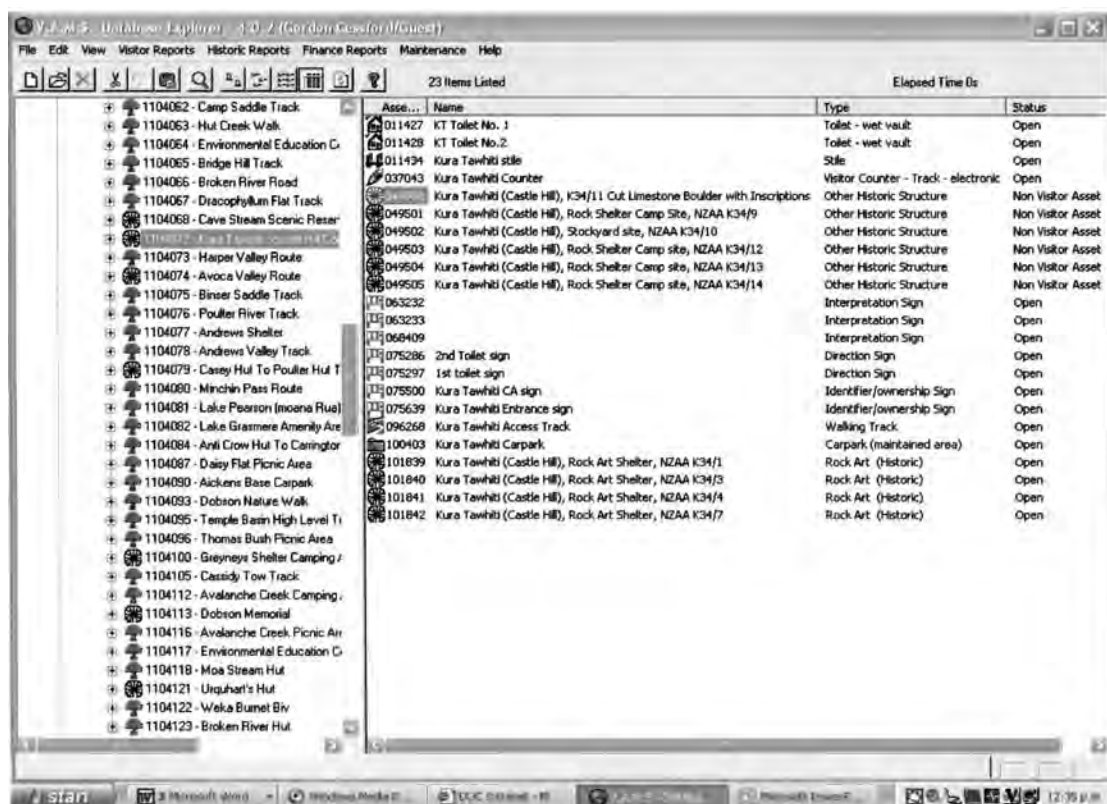 Database Explorer
File Edit View Visitor Reports Historic Reports Finance Reports Maintenance Help
23 Items Listed Elapsed Time 0s
1104062 - Camp Saddle Track
1104063 - Hut Creek Walk
1104064 - Environmental Education C
1104065 - Bridge Hill Track
1104066 - Broken River Road
1104067 - Dracophyllum Flat Track
1104068 - Cave Stream Scenic Reser
1104073 - Harper Valley Route
1104074 - Avoca Valley Route
1104075 - Binser Saddle Track
1104076 - Poulter River Track
1104077 - Andrews Shelter
1104078 - Andrews Valley Track
1104079 - Casey Hut To Poulter Hut T
1104080 - Minchin Pass Route
1104081 - Lake Pearson (moana Rua)
1104082 - Lake Grasmere Amenity Are
1104084 - Anti Crow Hut To Carrington
1104087 - Daisy Flat Picnic Area
1104090 - Aickens Base Carpark
1104093 - Dobson Nature Walk
1104095 - Temple Basin High Level Tr
1104096 - Thomas Bush Picnic Area
1104100 - Greyneys Shelter Camping
1104105 - Cassidy Tow Track
1104112 - Avalanche Creek Camping
1104113 - Dobson Memorial
1104116 - Avalanche Creek Picnic Arr
1104117 - Environmental Education C
1104118 - Moa Stream Hut
1104121 - Urquhart's Hut
1104122 - Weka Burnet Biv
1104123 - Broken River Hut
Asse... Name Type Status
011427 KT Toilet No. 1 Toilet - wet vault Open
011428 KT Toilet No.2 Toilet - wet vault Open
011434 Kura Tawhiti stile Stile Open
037043 Kura Tawhiti Counter Visitor Counter - Track - electronic Open
Kura Tawhiti (Castle Hill), K34/11 Cut Limestone Boulder with Inscriptions Other Historic Structure Non Visitor Asset
049501 Kura Tawhiti (Castle Hill), Rock Shelter Camp Site, NZAA K34/9 Other Historic Structure Non Visitor Asset
049502 Kura Tawhiti (Castle Hill), Stockyard site, NZAA K34/10 Other Historic Structure Non Visitor Asset
049503 Kura Tawhiti (Castle Hill), Rock Shelter Camp site, NZAA K34/12 Other Historic Structure Non Visitor Asset
049504 Kura Tawhiti (Castle Hill), Rock Shelter Camp site, NZAA K34/13 Other Historic Structure Non Visitor Asset
049505 Kura Tawhiti (Castle Hill), Rock Shelter Camp site, NZAA K34/14 Other Historic Structure Non Visitor Asset
063232 Interpretation Sign Open
063233 Interpretation Sign Open
068409 Interpretation Sign Open
075286 2nd Toilet sign Direction Sign Open
075297 1st toilet sign Direction Sign Open
075500 Kura Tawhiti CA sign Identifier/ownership Sign Open
075639 Kura Tawhiti Entrance sign Identifier/ownership Sign Open
096268 Kura Tawhiti Access Track Walking Track Open
100403 Kura Tawhiti Carpark Carpark (maintained area) Open
101839 Kura Tawhiti (Castle Hill), Rock Art Shelter, NZAA K34/1 Rock Art (Historic) Open
101840 Kura Tawhiti (Castle Hill), Rock Art Shelter, NZAA K34/3 Rock Art (Historic) Open
101841 Kura Tawhiti (Castle Hill), Rock Art Shelter, NZAA K34/4 Rock Art (Historic) Open
101842 Kura Tawhiti (Castle Hill), Rock Art Shelter, NZAA K34/7 Rock Art (Historic) Open
start 3 Microsoft Word Windows Media 12:35 p.m.